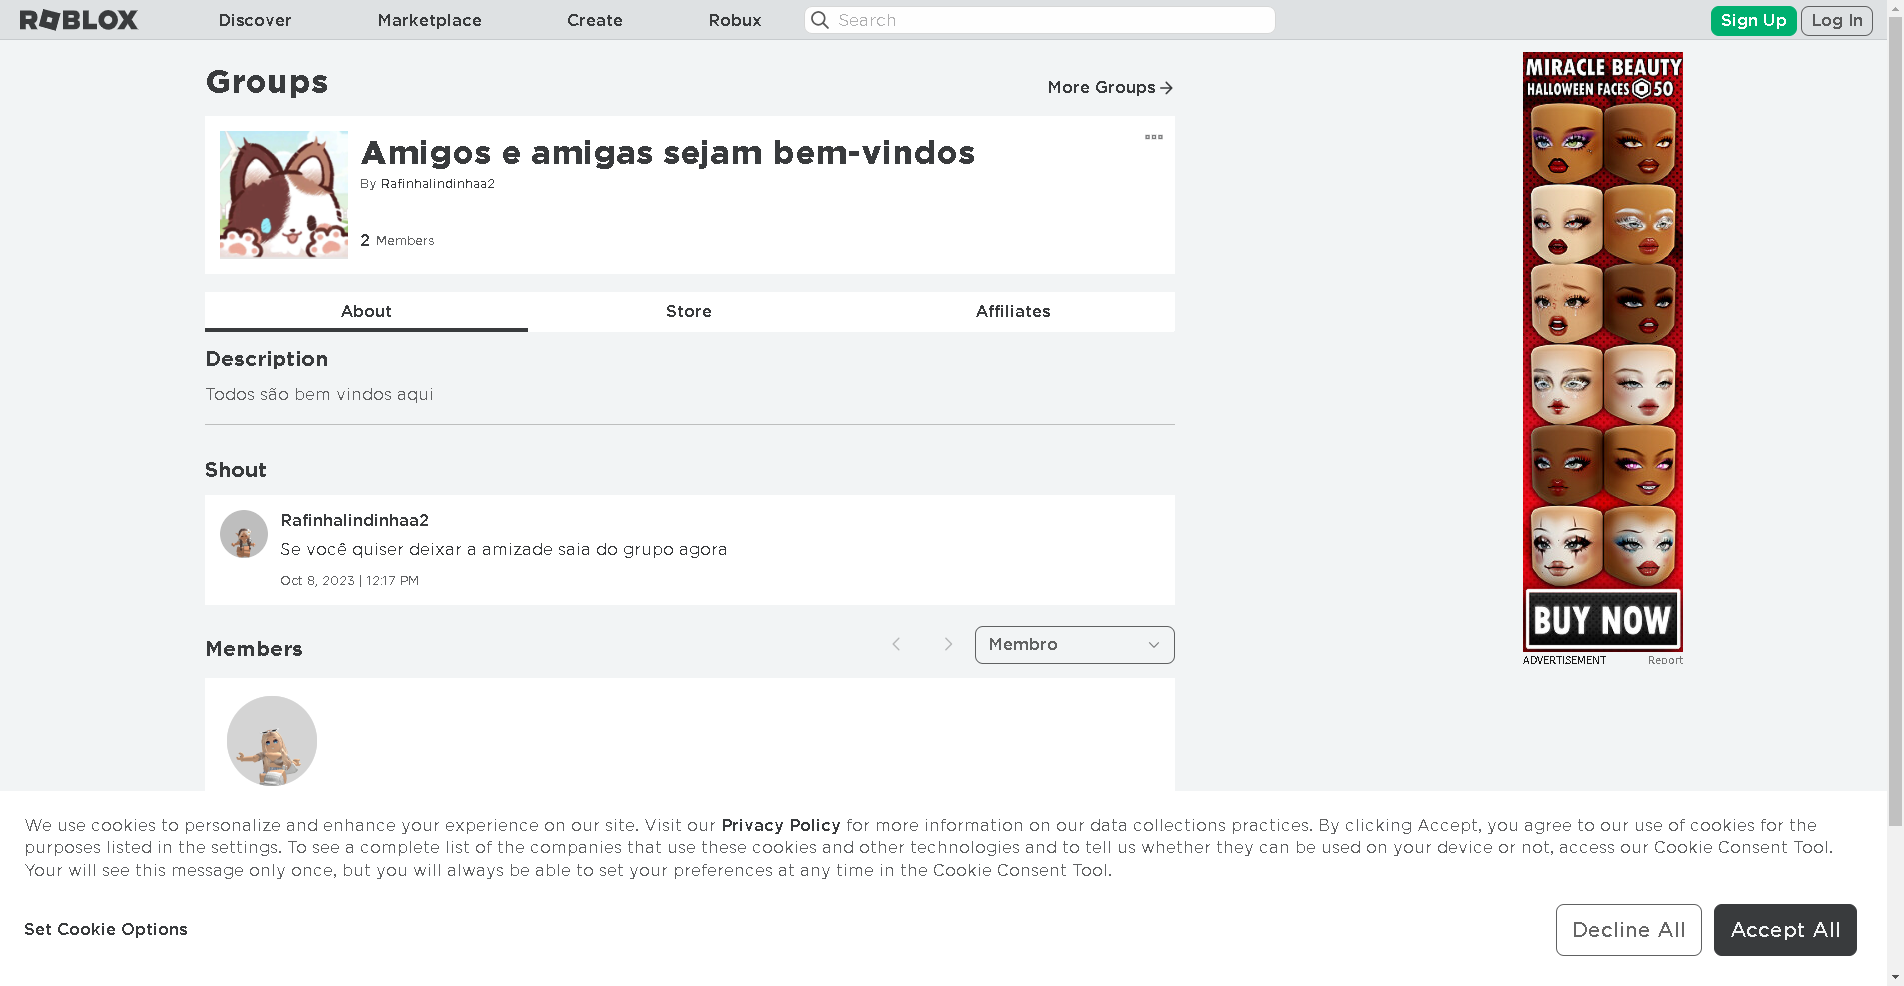 ROBLOX
Discover
Marketplace
Create
Robux
Search
Sign Up
Log In
Groups
More Groups
Amigos e amigas sejam bem-vindos
By Rafinhalindinhaa2
2 Members
About
Store
Affiliates
Description
Todos são bem vindos aqui
Shout
Rafinhalindinhaa2
Se você quiser deixar a amizade saia do grupo agora
Oct 8, 2023 | 12:17 PM
Members
Membro
MIRACLE BEAUTY
HALLOWEEN FACES 50
BUY NOW
ADVERTISEMENT
Report
We use cookies to personalize and enhance your experience on our site. Visit our Privacy Policy for more information on our data collections practices. By clicking Accept, you agree to our use of cookies for the
purposes listed in the settings. To see a complete list of the companies that use these cookies and other technologies and to tell us whether they can be used on your device or not, access our Cookie Consent Tool.
Your will see this message only once, but you will always be able to set your preferences at any time in the Cookie Consent Tool.
Set Cookie Options
Decline All
Accept All